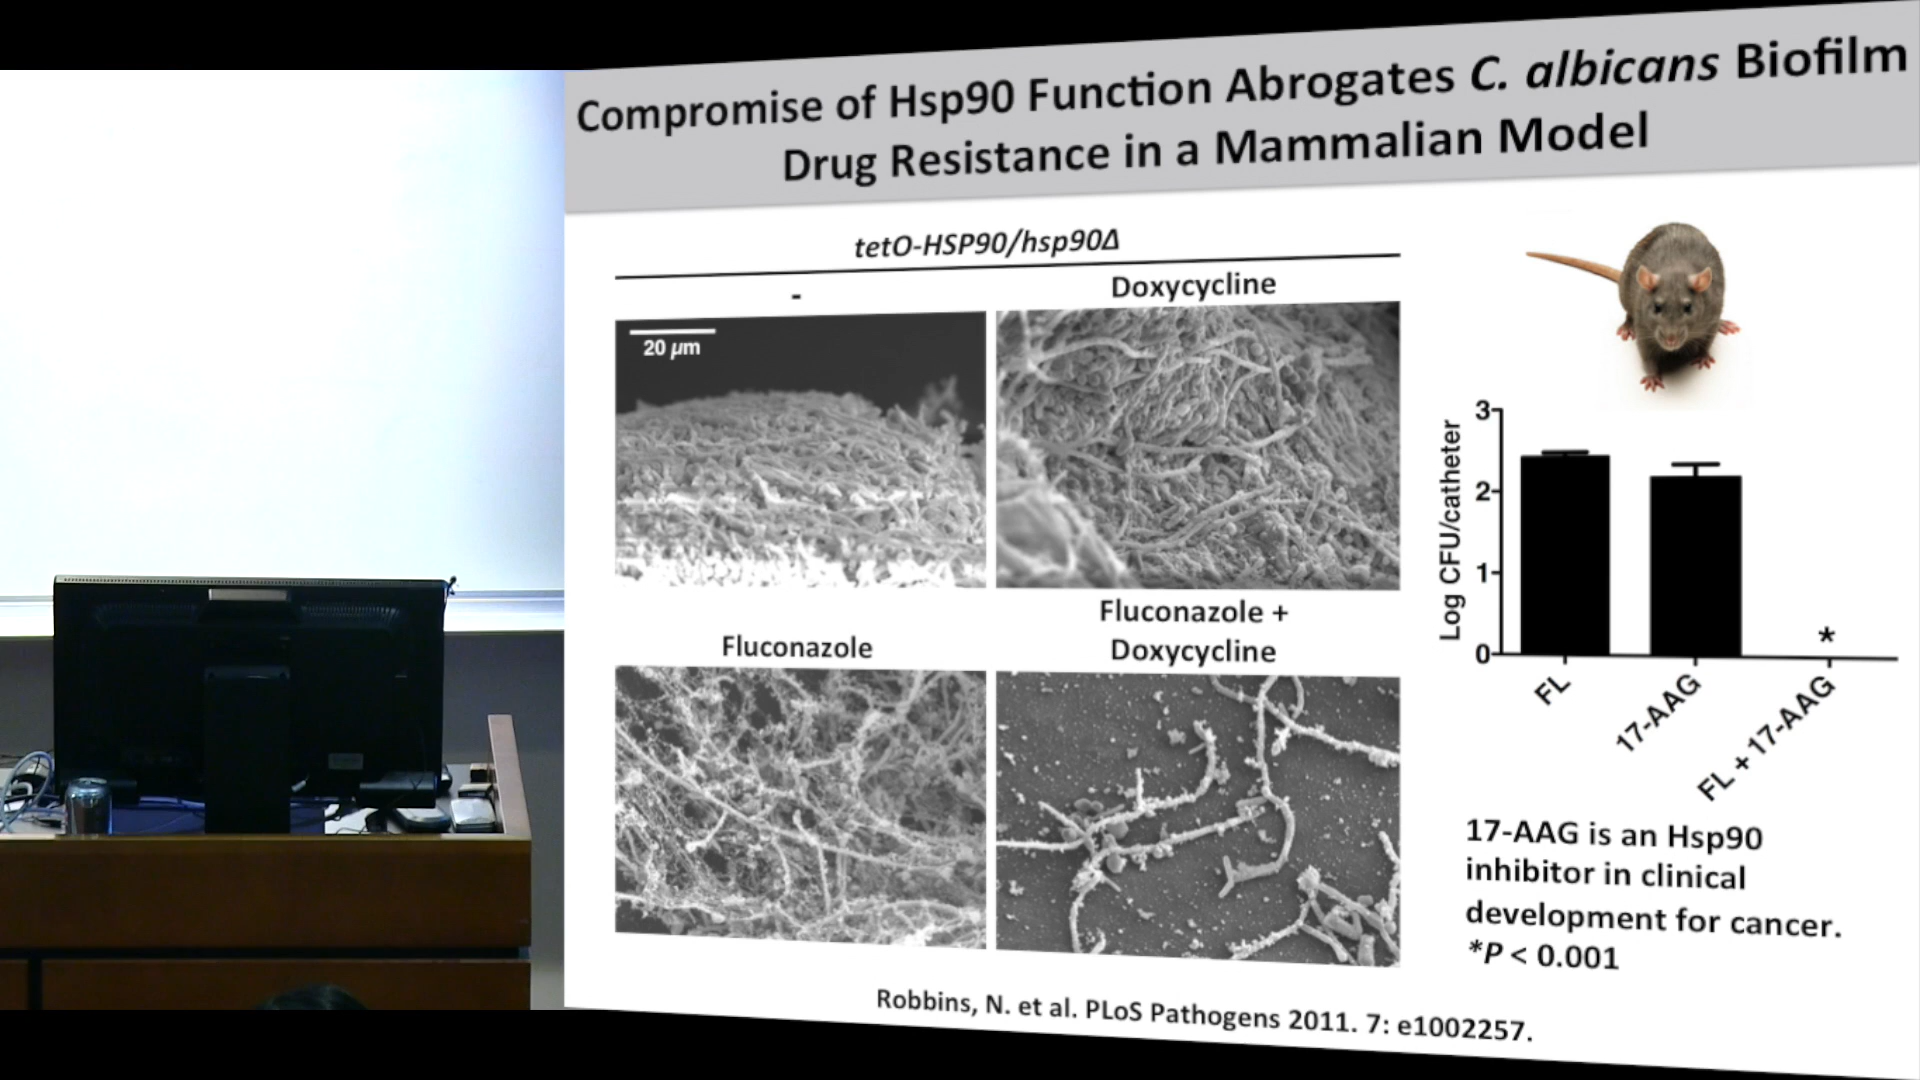 Compromise of Hsp90 Function Abrogates C. albicans Biofilm
Drug Resistance in a Mammalian Model
tetO-HSP90/hsp90Δ
-
Doxycycline
20 µm
Fluconazole
Fluconazole +
Doxycycline
Log CFU/catheter
3
2
1
0
*
FL
17-AAG
FL + 17-AAG
17-AAG is an Hsp90
inhibitor in clinical
development for cancer.
*P < 0.001
Robbins, N. et al. PLoS Pathogens 2011. 7: e1002257.